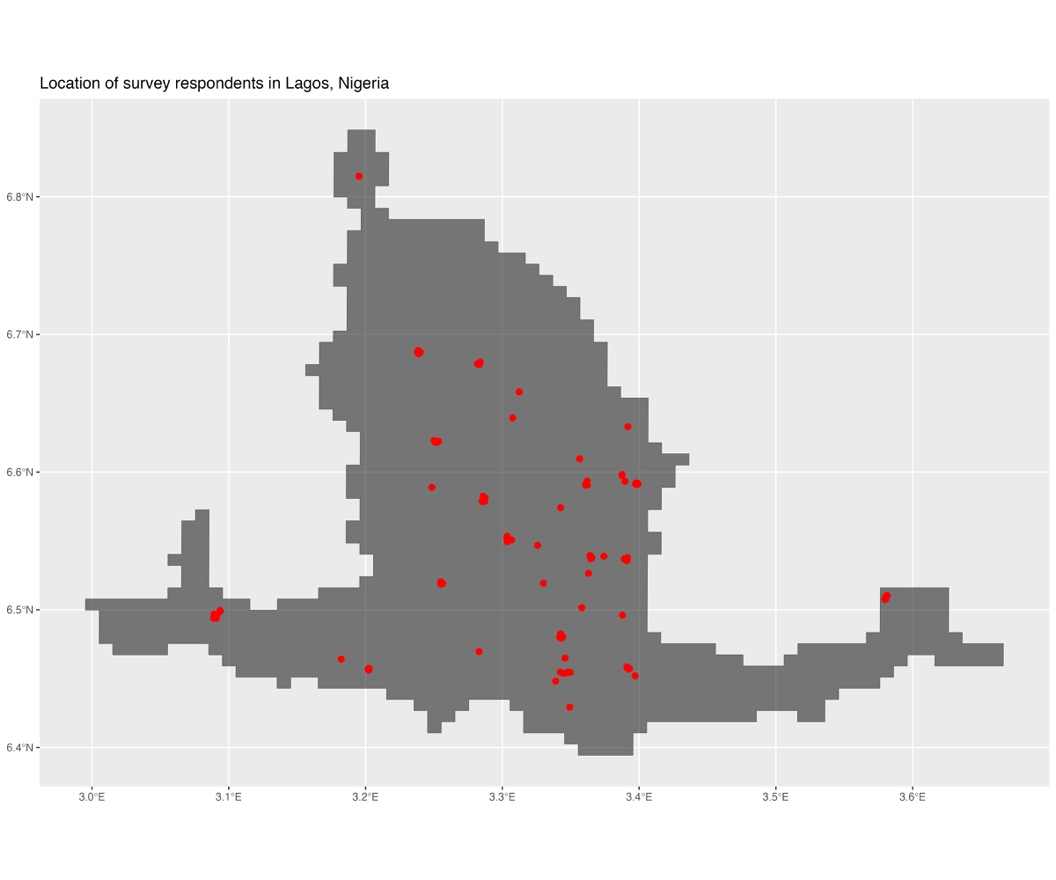 Location of survey respondents in Lagos, Nigeria
6.8°N
6.7°N
6.6°N
6.5°N
6.4°N
3.0°E 3.1°E 3.2°E 3.3°E 3.4°E 3.5°E 3.6°E